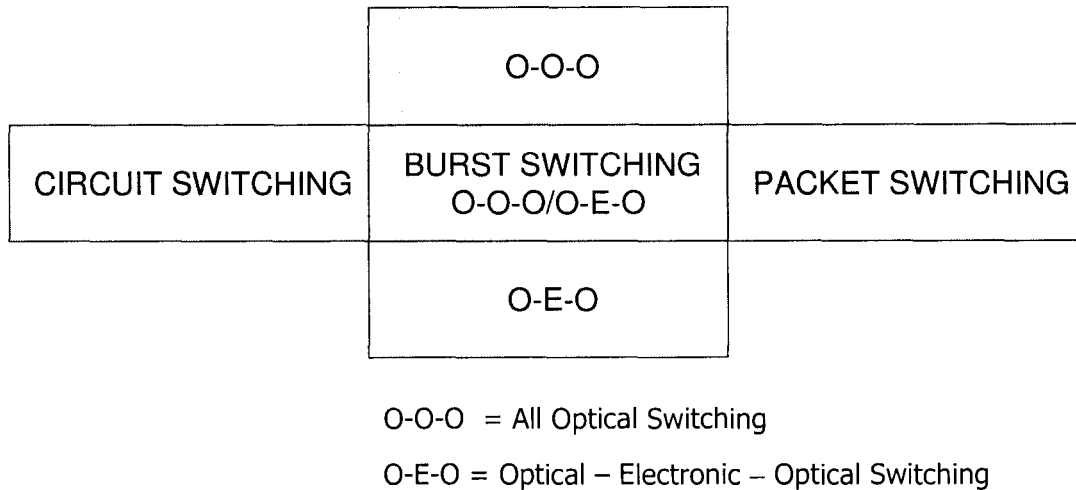 O-O-O
CIRCUIT SWITCHING
BURST SWITCHING
O-O-O/O-E-O
PACKET SWITCHING
O-E-O
O-O-O = All Optical Switching
O-E-O = Optical – Electronic – Optical Switching